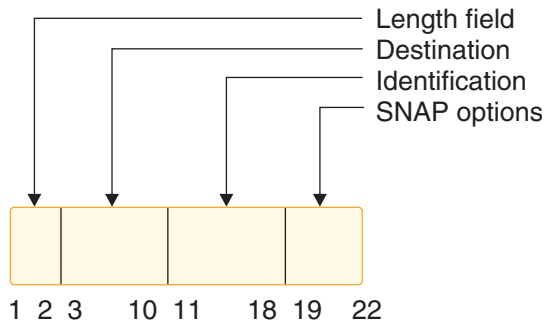 Length field
Destination
Identification
SNAP options
1 2 3 10 11 18 19 22